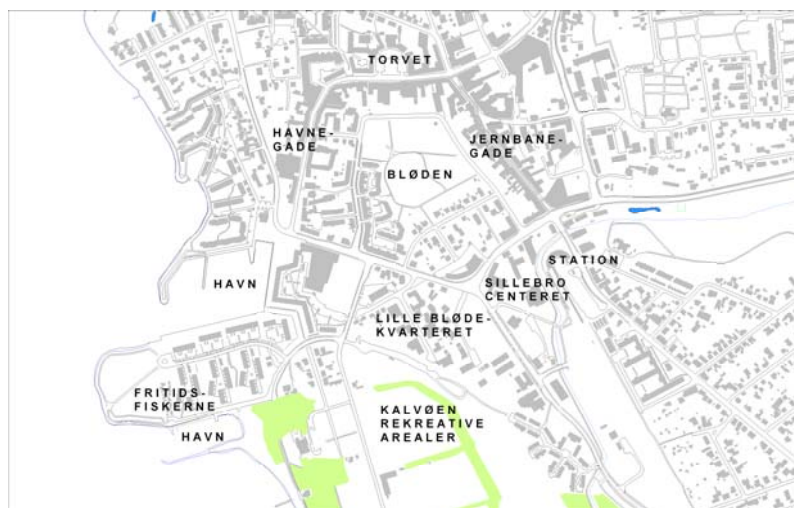 TORVET
HAVNE-
GADE
JERNBANE-
GADE
BLØDEN
STATION
HAVN
SILLEBRO
CENTERET
LILLE BLØDE-
KVARTERET
FRITIDS-
FISKERNE
KALVØEN
REKREATIVE
AREALER
HAVN